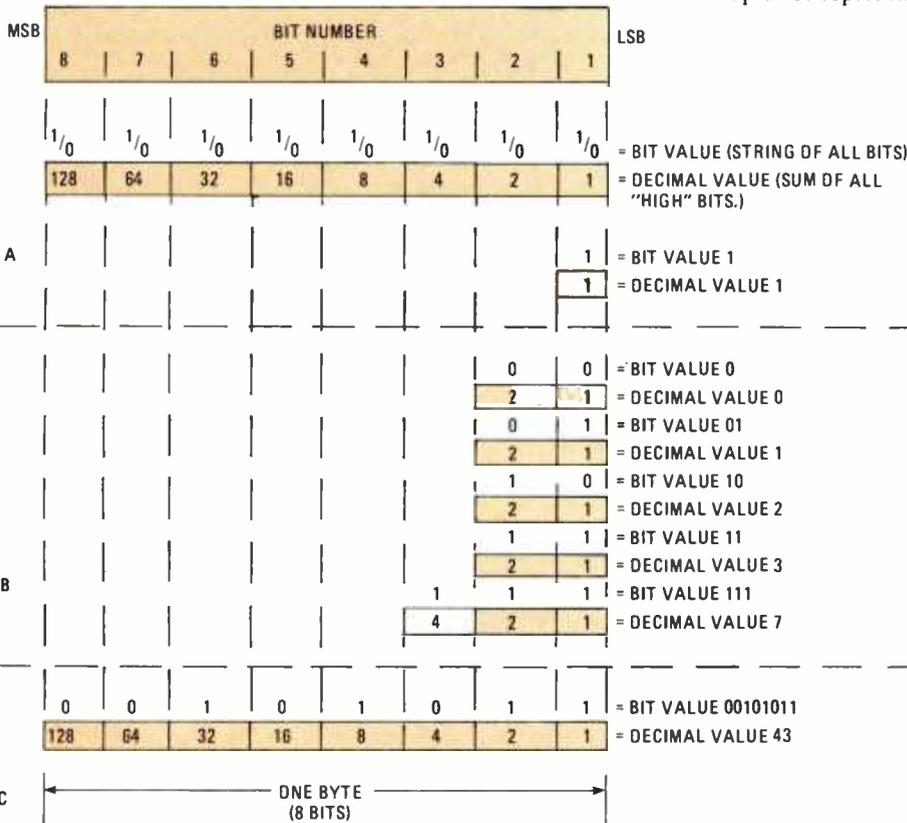 MSB
BIT NUMBER
LSB
8 7 6 5 4 3 2 1
1/0 1/0 1/0 1/0 1/0 1/0 1/0 1/0 = BIT VALUE (STRING OF ALL BITS)
128 64 32 16 8 4 2 1 = DECIMAL VALUE (SUM OF ALL
"HIGH" BITS.)
A
1 = BIT VALUE 1
1 = DECIMAL VALUE 1
0 0 = BIT VALUE 0
2 1 = DECIMAL VALUE 0
0 1 = BIT VALUE 01
2 1 = DECIMAL VALUE 1
1 0 = BIT VALUE 10
2 1 = DECIMAL VALUE 2
1 1 = BIT VALUE 11
2 1 = DECIMAL VALUE 3
B
1 1 1 = BIT VALUE 111
4 2 1 = DECIMAL VALUE 7
0 0 1 0 1 0 1 1 = BIT VALUE 00101011
128 64 32 16 8 4 2 1 = DECIMAL VALUE 43
C
ONE BYTE
(8 BITS)